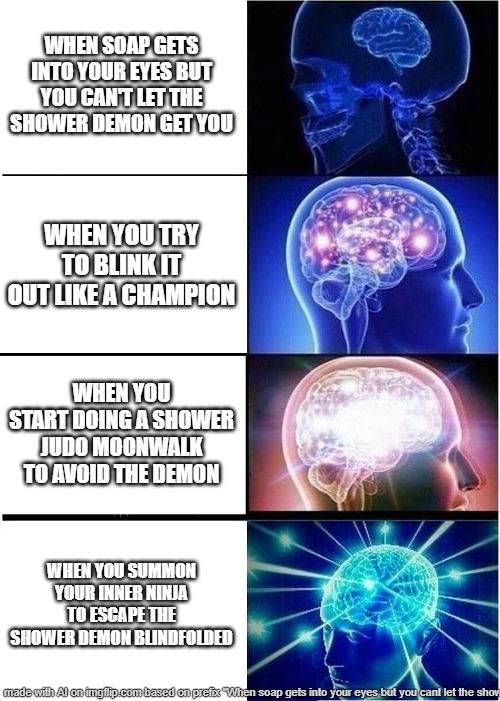 WHEN SOAP GETS
INTO YOUR EYES BUT
YOU CAN'T LET THE
SHOWER DEMON GET YOU
WHEN YOU TRY
TO BLINK IT
OUT LIKE A CHAMPION
WHEN YOU
START DOING A SHOWER
JUDO MOONWALK
TO AVOID THE DEMON
WHEN YOU SUMMON
YOUR INNER NINJA
TO ESCAPE THE
SHOWER DEMON BLINDFOLDED
made with AI on imgflip.com based on prefix "When soap gets into your eyes but you cant let the show